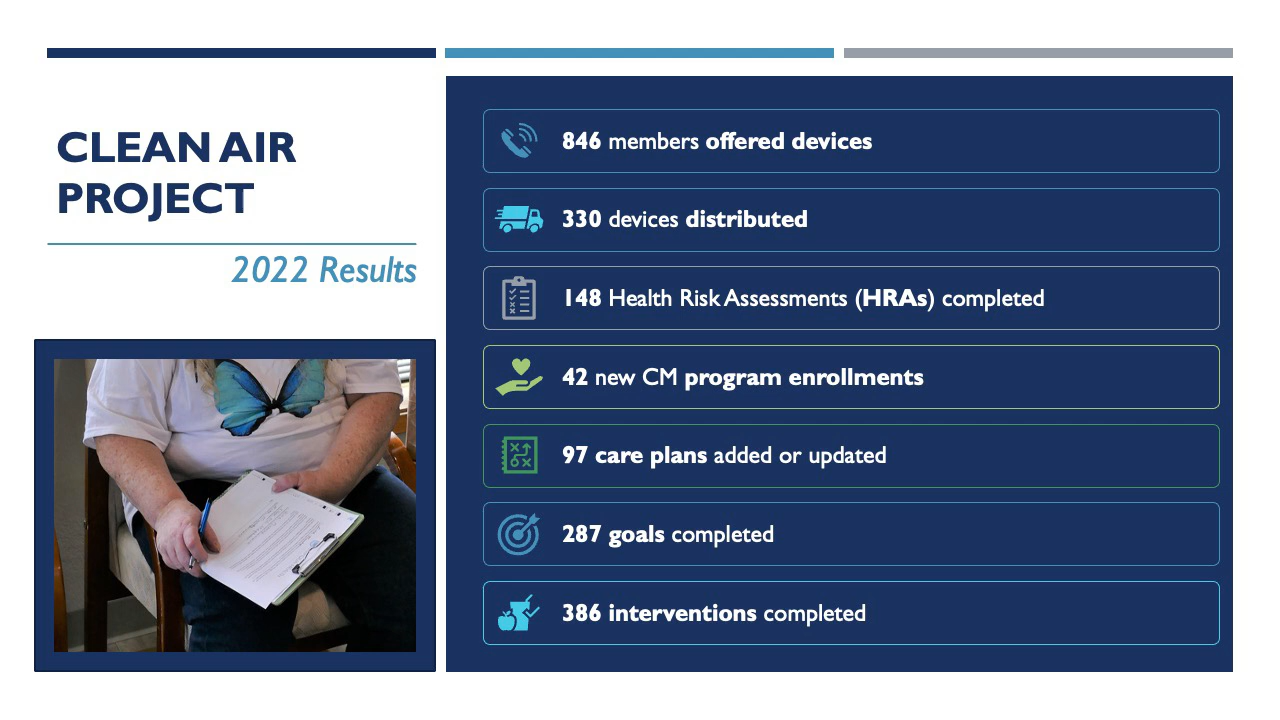 CLEAN AIR
PROJECT
2022 Results
846 members offered devices
330 devices distributed
148 Health Risk Assessments (HRAs) completed
42 new CM program enrollments
97 care plans added or updated
287 goals completed
386 interventions completed